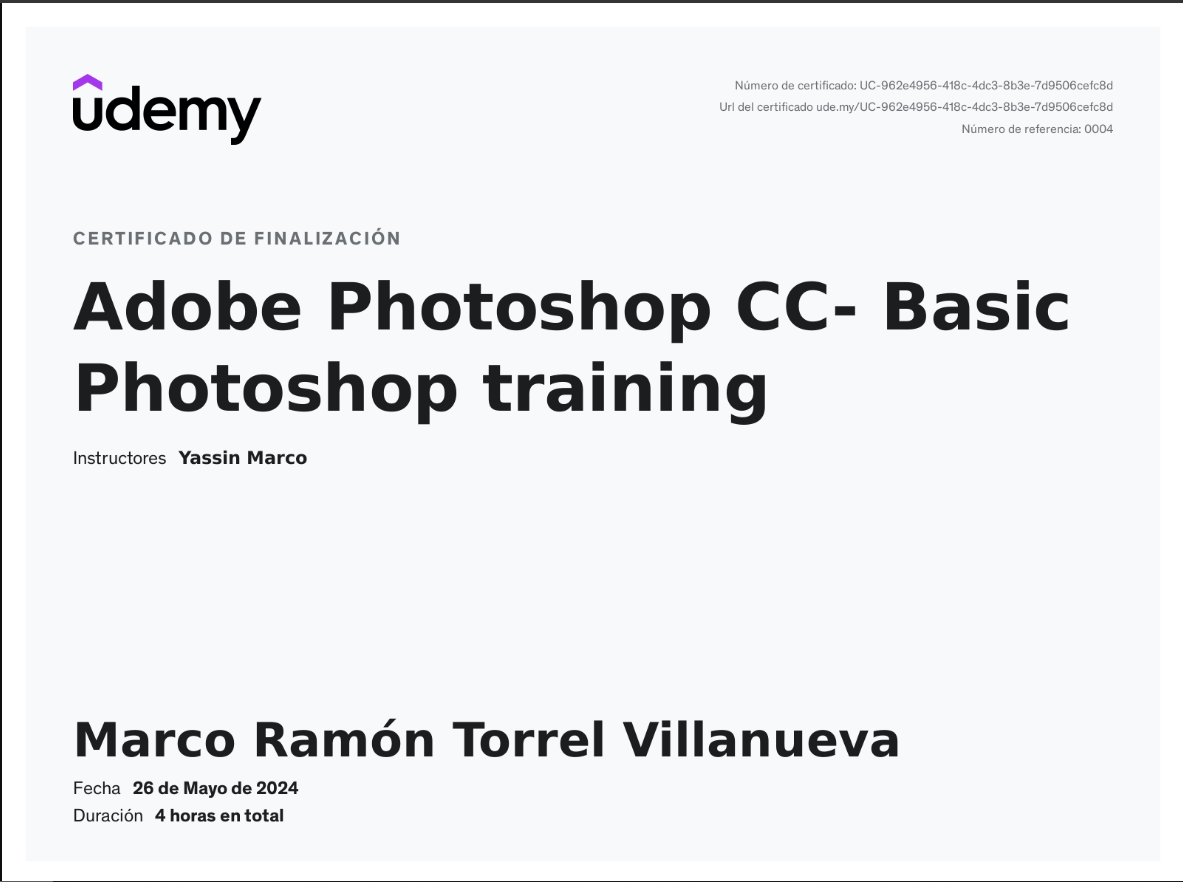 udemy
Número de certificado: UC-962e4956-418c-4dc3-8b3e-7d9506cefc8d
Url del certificado ude.my/UC-962e4956-418c-4dc3-8b3e-7d9506cefc8d
Número de referencia: 0004
CERTIFICADO DE FINALIZACIÓN
Adobe Photoshop CC- Basic
Photoshop training
Instructores Yassin Marco
Marco Ramón Torrel Villanueva
Fecha 26 de Mayo de 2024
Duración 4 horas en total